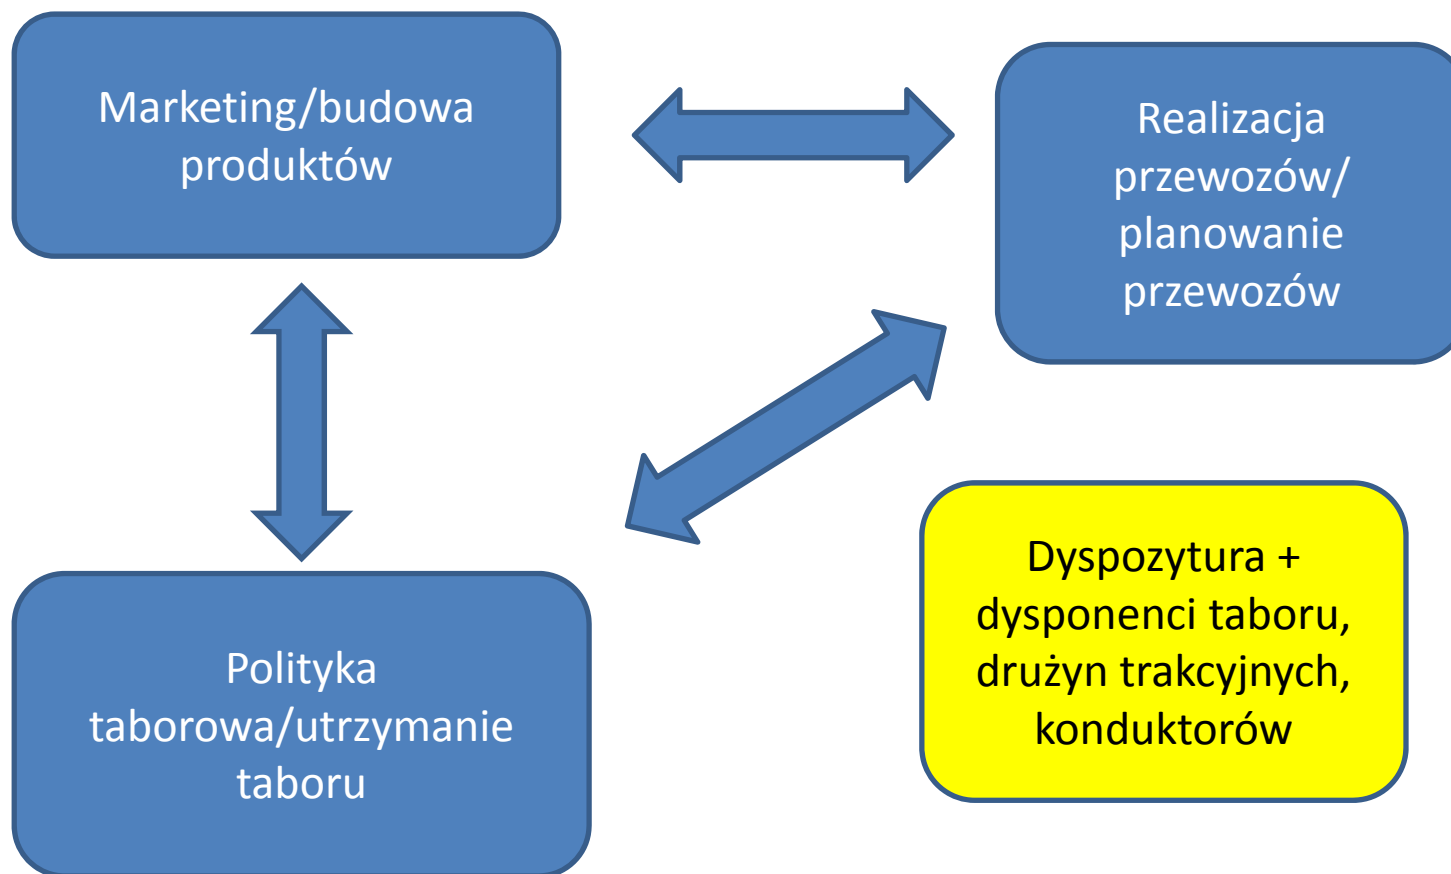 Marketing/budowa
produktów
Realizacja
przewozów/
planowanie
przewozów
Polityka
taborowa/utrzymanie
taboru
Dyspozytura +
dysponenci taboru,
drużyn trakcyjnych,
konduktorów